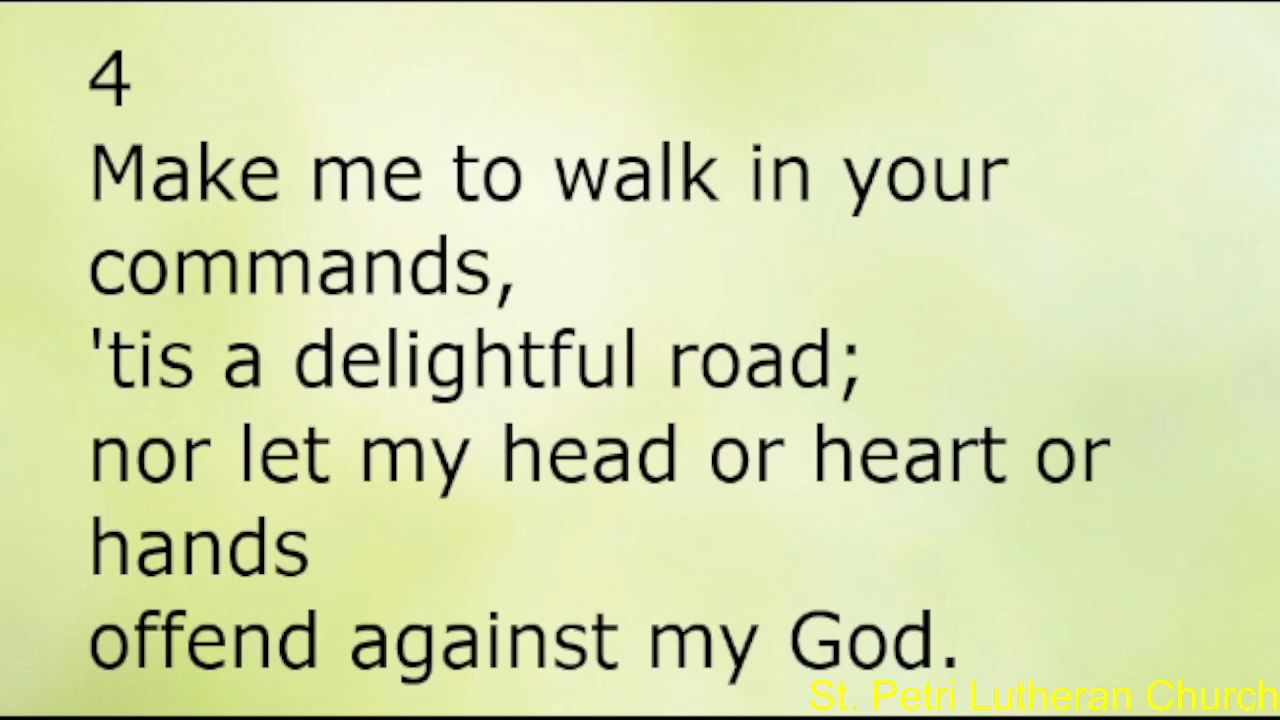 4
Make me to walk in your
commands,
'tis a delightful road;
nor let my head or heart or
hands
offend against my God.
St. Petri Lutheran Church